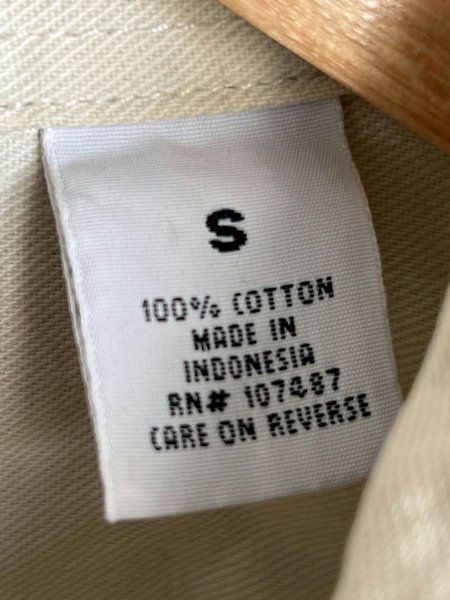 S
100% COTTON
MADE IN
INDONESIA
RN# 107487
CARE ON REVERSE